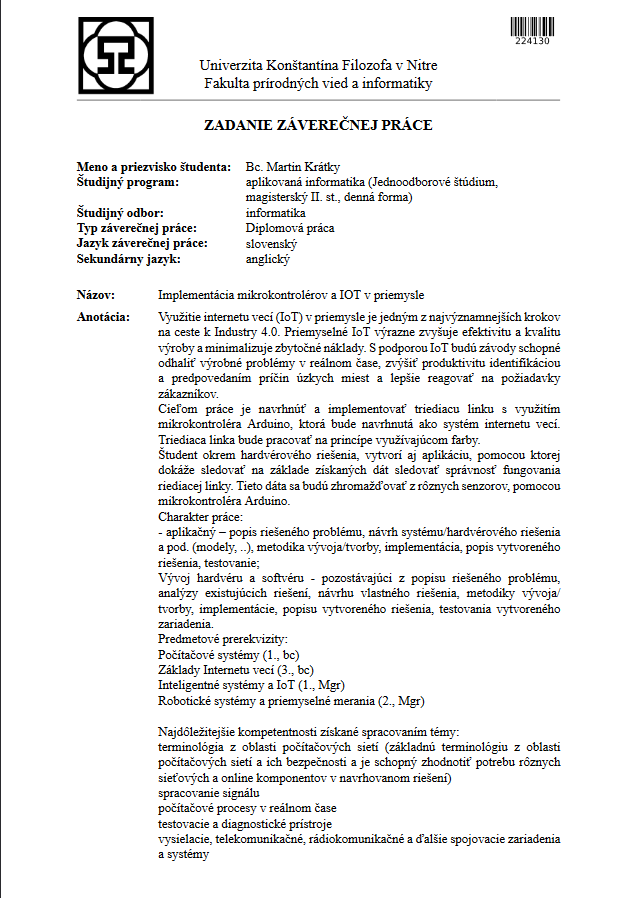 224130
Univerzita Konštantína Filozofa v Nitre
Fakulta prírodných vied a informatiky
ZADANIE ZÁVEREČNEJ PRÁCE
Meno a priezvisko študenta: Bc. Martin Krátky
Študijný program: aplikovaná informatika (Jednoodborové štúdium,
magisterský II. st., denná forma)
Študijný odbor: informatika
Typ záverečnej práce: Diplomová práca
Jazyk záverečnej práce: slovenský
Sekundárny jazyk: anglický
Názov: Implementácia mikrokontrolérov a IOT v priemysle
Anotácia: Využitie internetu vecí (IoT) v priemysle je jedným z najvýznamnejších krokov
na ceste k Industry 4.0. Priemyselné IoT výrazne zvyšuje efektivitu a kvalitu
výroby a minimalizuje zbytočné náklady. S podporou IoT budú závody schopné
odhaliť výrobné problémy v reálnom čase, zvýšiť produktivitu identifikáciou
a predpovedaním príčin úzkych miest a lepšie reagovať na požiadavky
zákazníkov.
Cieľom práce je navrhnúť a implementovať triediacu linku s využitím
mikrokontroléra Arduino, ktorá bude navrhnutá ako systém internetu vecí.
Triediaca linka bude pracovať na princípe využívajúcom farby.
Študent okrem hardvérového riešenia, vytvorí aj aplikáciu, pomocou ktorej
dokáže sledovať na základe získaných dát sledovať správnosť fungovania
riediacej linky. Tieto dáta sa budú zhromažďovať z rôznych senzorov, pomocou
mikrokontroléra Arduino.
Charakter práce:
- aplikačný – popis riešeného problému, návrh systému/hardvérového riešenia
a pod. (modely, ..), metodika vývoja/tvorby, implementácia, popis vytvoreného
riešenia, testovanie;
Vývoj hardvéru a softvéru - pozostávajúci z popisu riešeného problému,
analýzy existujúcich riešení, návrhu vlastného riešenia, metodiky vývoja/
tvorby, implementácie, popisu vytvoreného riešenia, testovania vytvoreného
zariadenia.
Predmetové prerekvizity:
Počítačové systémy (1., bc)
Základy Internetu vecí (3., bc)
Inteligentné systémy a IoT (1., Mgr)
Robotické systémy a priemyselné merania (2., Mgr)
Najdôležitejšie kompetentnosti získané spracovaním témy:
terminológia z oblasti počítačových sietí (základnú terminológiu z oblasti
počítačových sietí a ich bezpečnosti a je schopný zhodnotiť potrebu rôznych
sieťových a online komponentov v navrhovanom riešení)
spracovanie signálu
počítačové procesy v reálnom čase
testovacie a diagnostické prístroje
vysielacie, telekomunikačné, rádiokomunikačné a ďalšie spojovacie zariadenia
a systémy